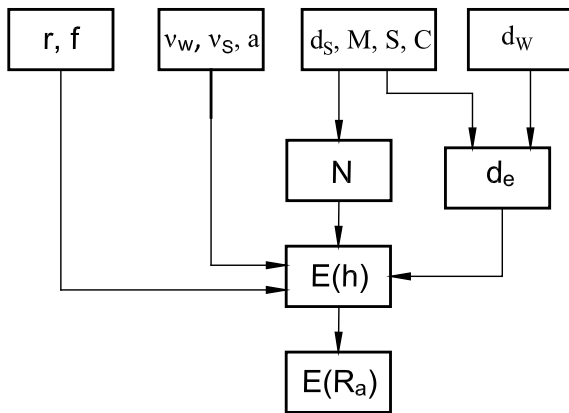 r, f
νw, νS, a
dS, M, S, C
dW
N
de
E(h)
E(Ra)